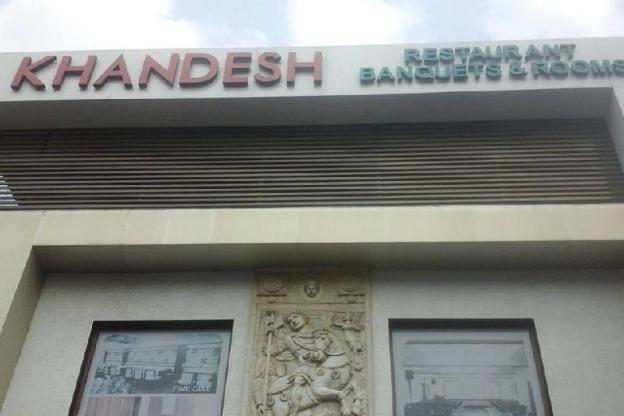 KHANDESH
RESTAURANT
BANQUETS & ROOMS
FINE DINE